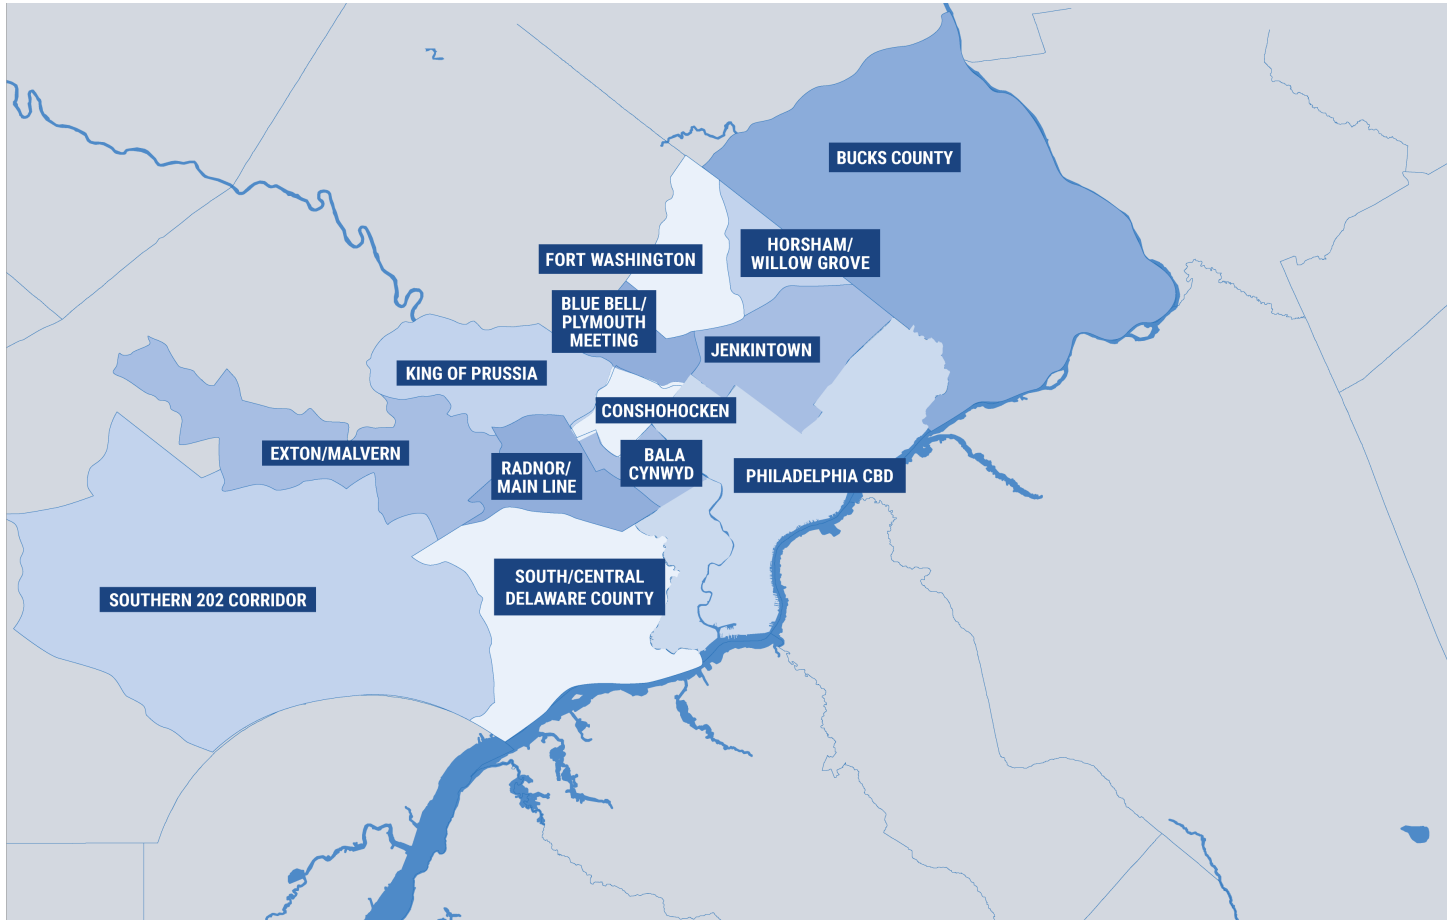 BUCKS COUNTY
HORSHAM/
WILLOW GROVE
FORT WASHINGTON
BLUE BELL/
PLYMOUTH
MEETING
JENKINTOWN
KING OF PRUSSIA
CONSHOHOCKEN
EXTON/MALVERN
RADNOR/
MAIN LINE
BALA
CYNWYD
PHILADELPHIA CBD
SOUTH/CENTRAL
DELAWARE COUNTY
SOUTHERN 202 CORRIDOR